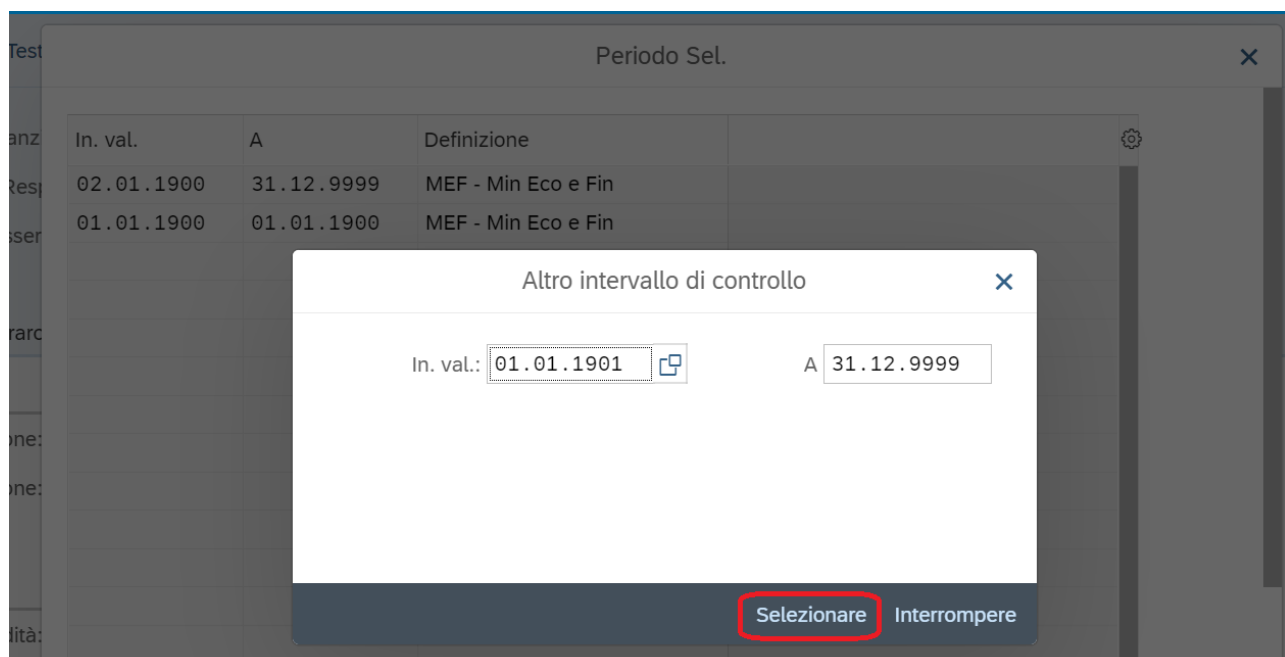 Test
Periodo Sel.
anz
In. val. A Definizione
Resp
02.01.1900 31.12.9999 MEF - Min Eco e Fin
sser
01.01.1900 01.01.1900 MEF - Min Eco e Fin
Altro intervallo di controllo
rarc
In. val.: 01.01.1901 A 31.12.9999
one:
one:
Selezionare Interrompere
dità: